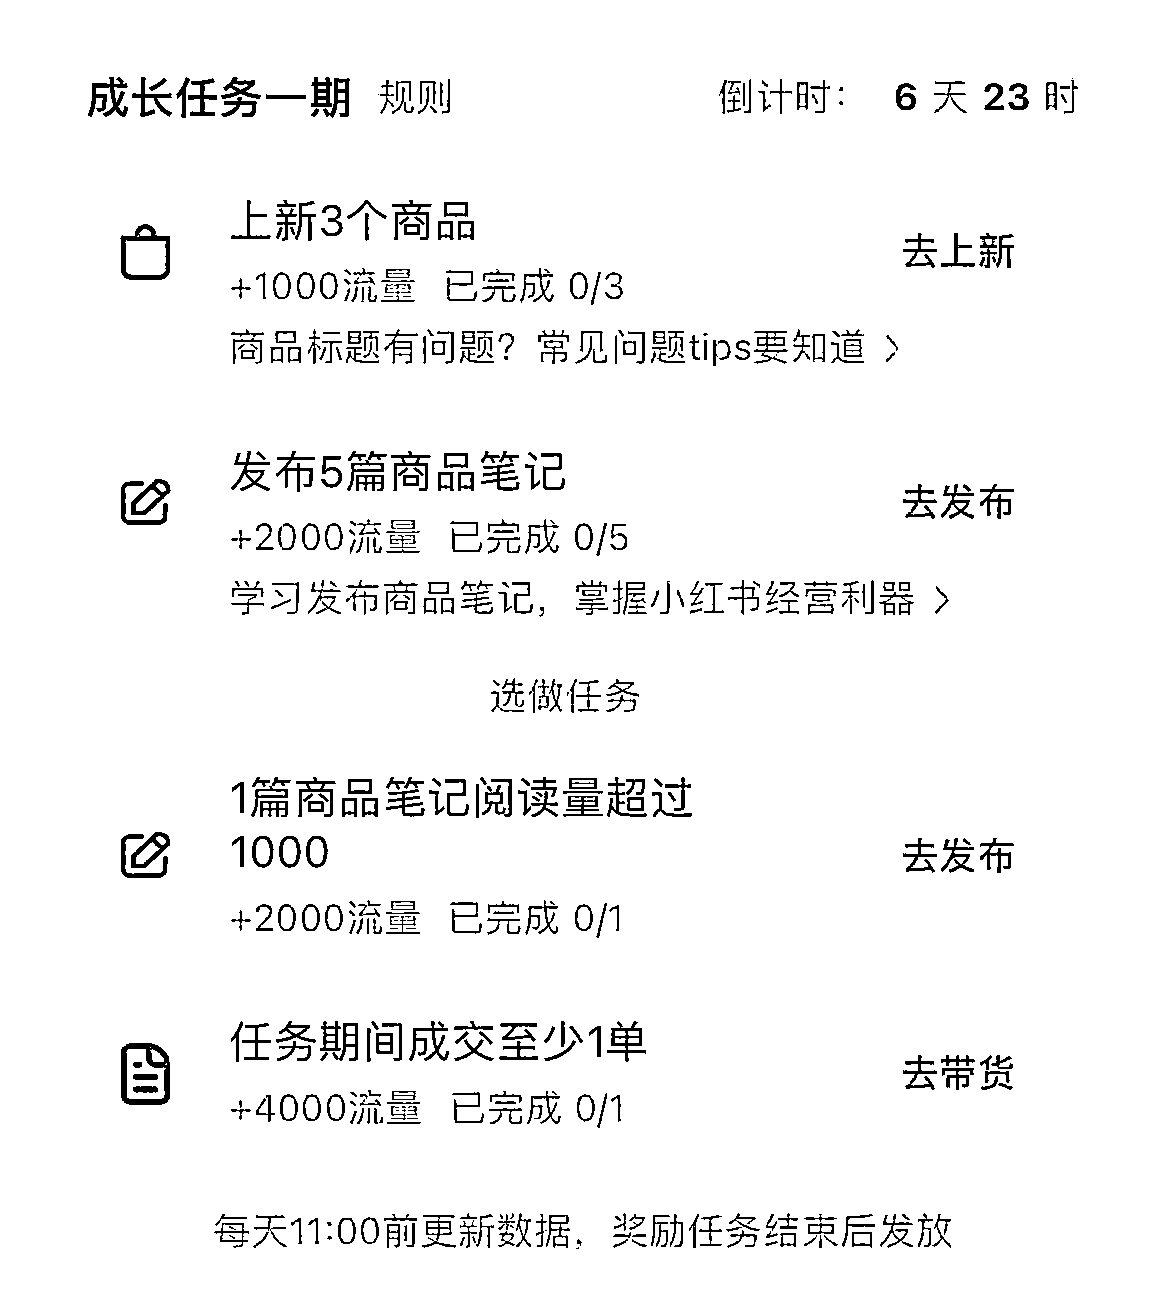 成长任务一期 规则 倒计时： 6 天 23 时
上新3个商品
+1000流量 已完成 0/3
去上新
商品标题有问题？常见问题tips要知道 >
发布5篇商品笔记
+2000流量 已完成 0/5
去发布
学习发布商品笔记，掌握小红书经营利器 >
选做任务
1篇商品笔记阅读量超过
1000
去发布
+2000流量 已完成 0/1
任务期间成交至少1单
+4000流量 已完成 0/1
去带货
每天11:00前更新数据，奖励任务结束后发放